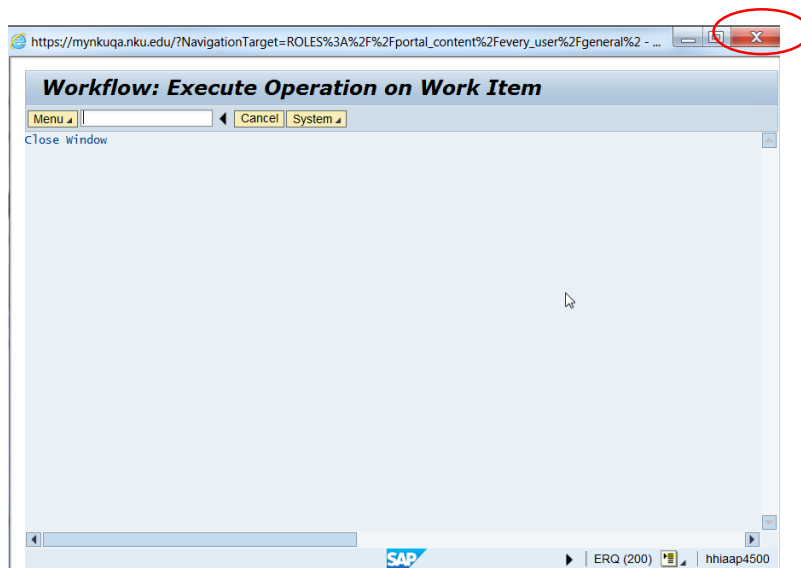 https://mynkuqa.nku.edu/?NavigationTarget=ROLES%3A%2F%2Fportal_content%2Fevery_user%2Fgeneral%2 - ...
X
Workflow: Execute Operation on Work Item
Menu Cancel System
Close Window
SAP ERQ (200) hhiaap4500